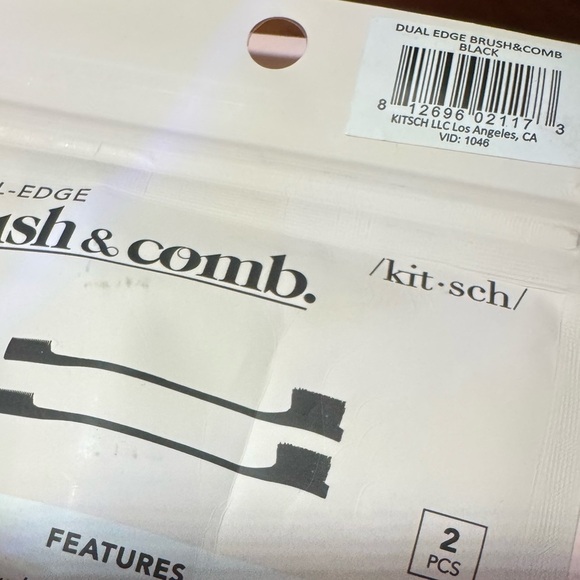 DUAL EDGE BRUSH&COMB
BLACK
8 12696 02117 3
KITSCH LLC Los Angeles, CA
VID: 1046
L-EDGE
ush & comb.
/kit·sch/
2
PCS
FEATURES